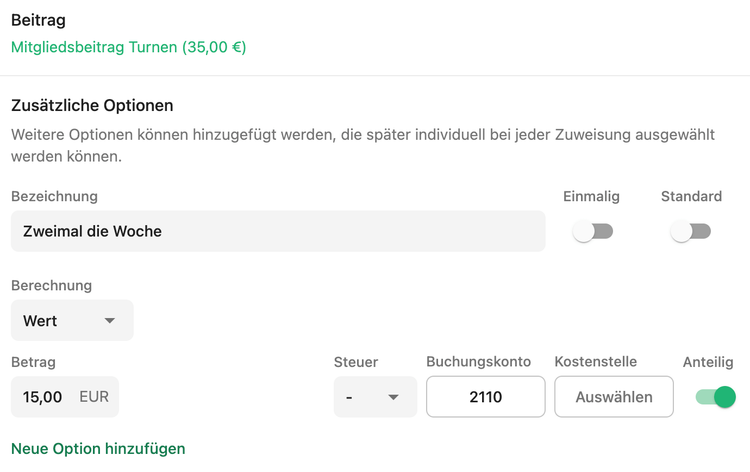 Beitrag
Mitgliedsbeitrag Turnen (35,00 €)
Zusätzliche Optionen
Weitere Optionen können hinzugefügt werden, die später individuell bei jeder Zuweisung ausgewählt
werden können.
Bezeichnung Einmalig Standard
Zweimal die Woche
Berechnung
Wert
Betrag Steuer Buchungskonto Kostenstelle Anteilig
15,00 EUR - 2110 Auswählen
Neue Option hinzufügen